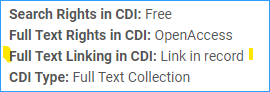 Search Rights in CDI: Free
Full Text Rights in CDI: OpenAccess
Full Text Linking in CDI: Link in record
CDI Type: Full Text Collection